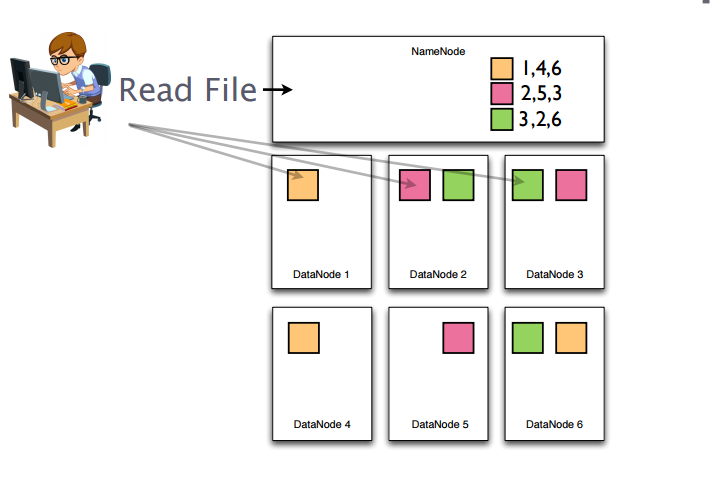 NameNode
1,4,6
Read File
2,5,3
3,2,6
DataNode 1
DataNode 2
DataNode 3
DataNode 4
DataNode 5
DataNode 6